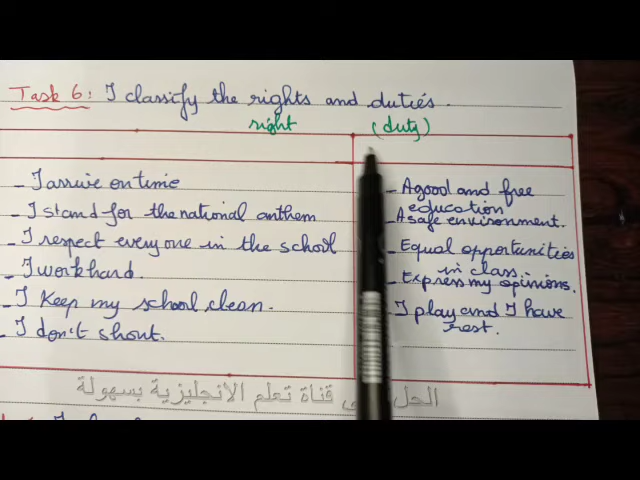 Task 6: I classify the rights and duties.
right (duty)
- I arrive on time
- I stand for the national anthem
- I respect everyone in the school
- I work hard.
- I Keep my school clean.
- I don't shout.
- A good and free
education
- A safe environment.
- Equal opportunities
in class.
- Express my opinions.
- I play and I have
rest.
الحل قناة تعلم الانجليزية بسهولة